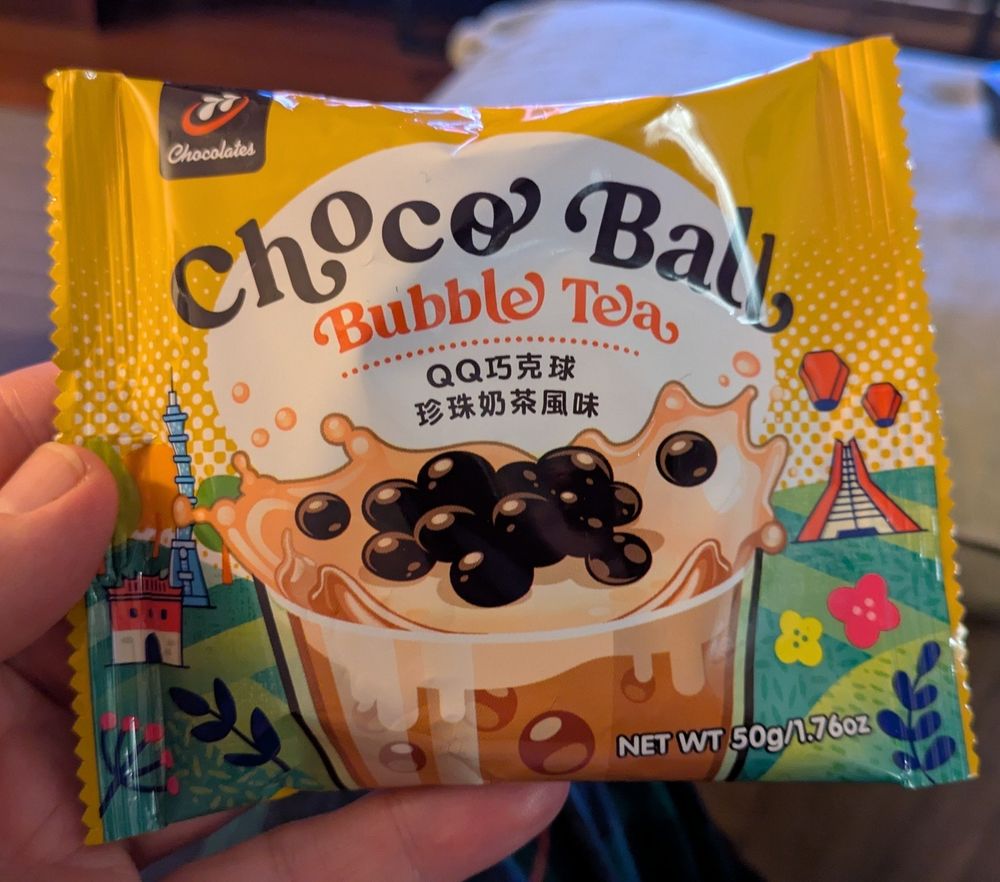 77
Chocolates
Choco Ball
Bubble Tea
QQ巧克球
珍珠奶茶風味
NET WT 50g/1.76oz